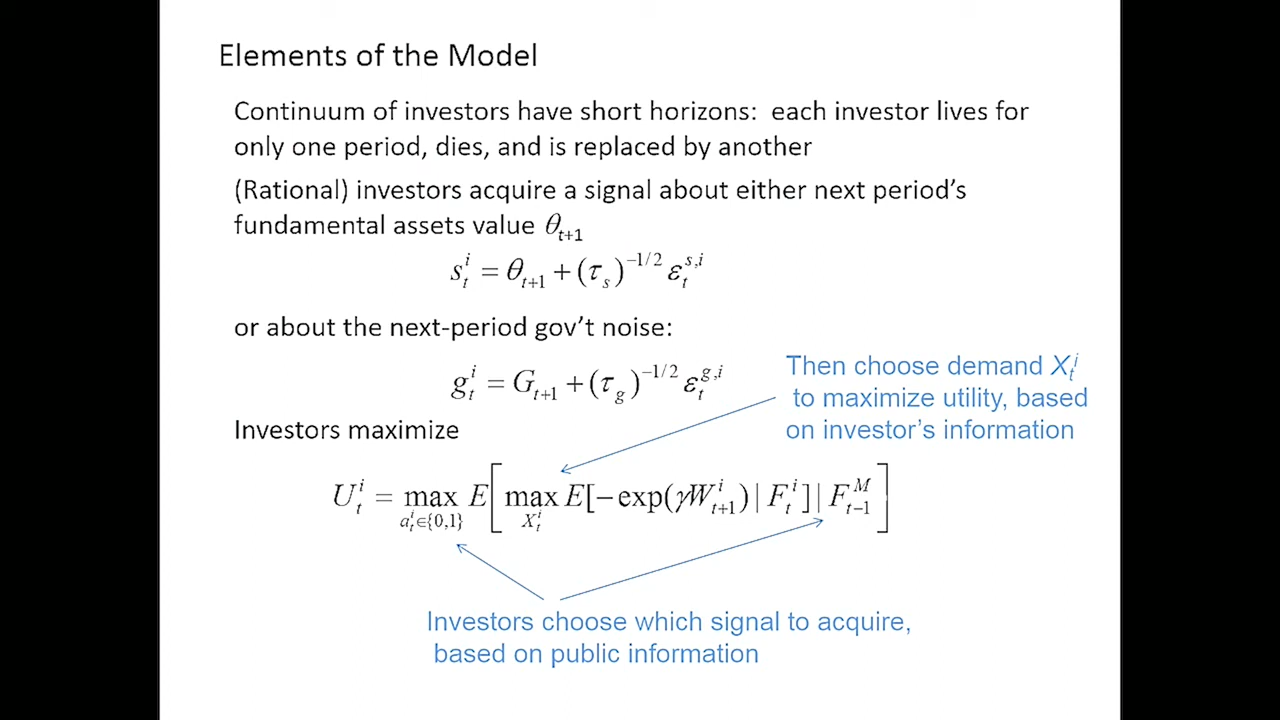 Elements of the Model
Continuum of investors have short horizons:  each investor lives for
only one period, dies, and is replaced by another
(Rational) investors acquire a signal about either next period's
fundamental assets value θ_{t+1}
s_t^i = θ_{t+1} + (τ_s)^{-1/2} ε_t^{s,i}
or about the next-period gov't noise:
g_t^i = G_{t+1} + (τ_g)^{-1/2} ε_t^{g,i}
Then choose demand X_t^i
to maximize utility, based
on investor's information
Investors maximize
U_t^i = max_{a_t^i∈{0,1}} E[max_{X_t^i} E[-exp(γW_{t+1}^i) | F_t^i] | F_{t-1}^M]
Investors choose which signal to acquire,
based on public information